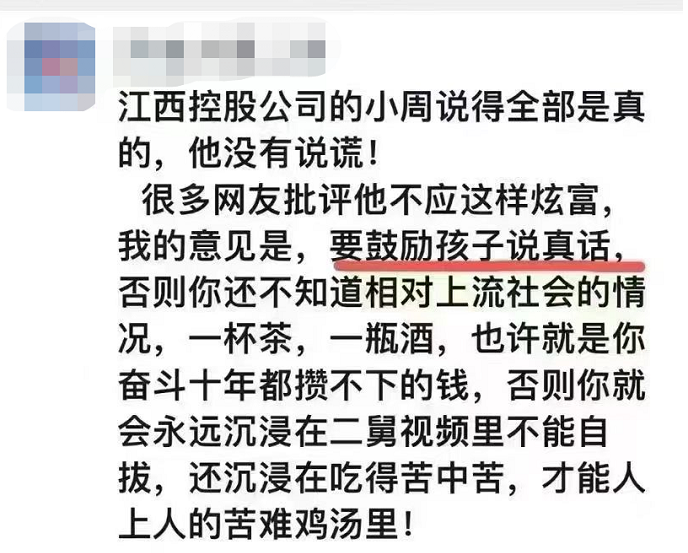 江西控股公司的小周说得全部是真
的，他没有说谎！
很多网友批评他不应这样炫富，
我的意见是，要鼓励孩子说真话，
否则你还不知道相对上流社会的情
况，一杯茶，一瓶酒，也许就是你
奋斗十年都攒不下的钱，否则你就
会永远沉浸在二舅视频里不能自
拔，还沉浸在吃得苦中苦，才能人
上人的苦难鸡汤里！